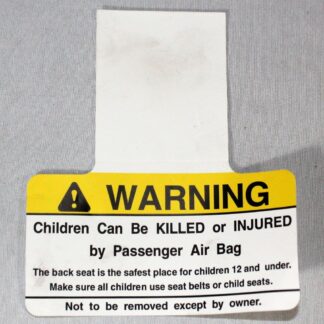 WARNING
Children Can Be KILLED or INJURED
by Passenger Air Bag
The back seat is the safest place for children 12 and under.
Make sure all children use seat belts or child seats.
Not to be removed except by owner.